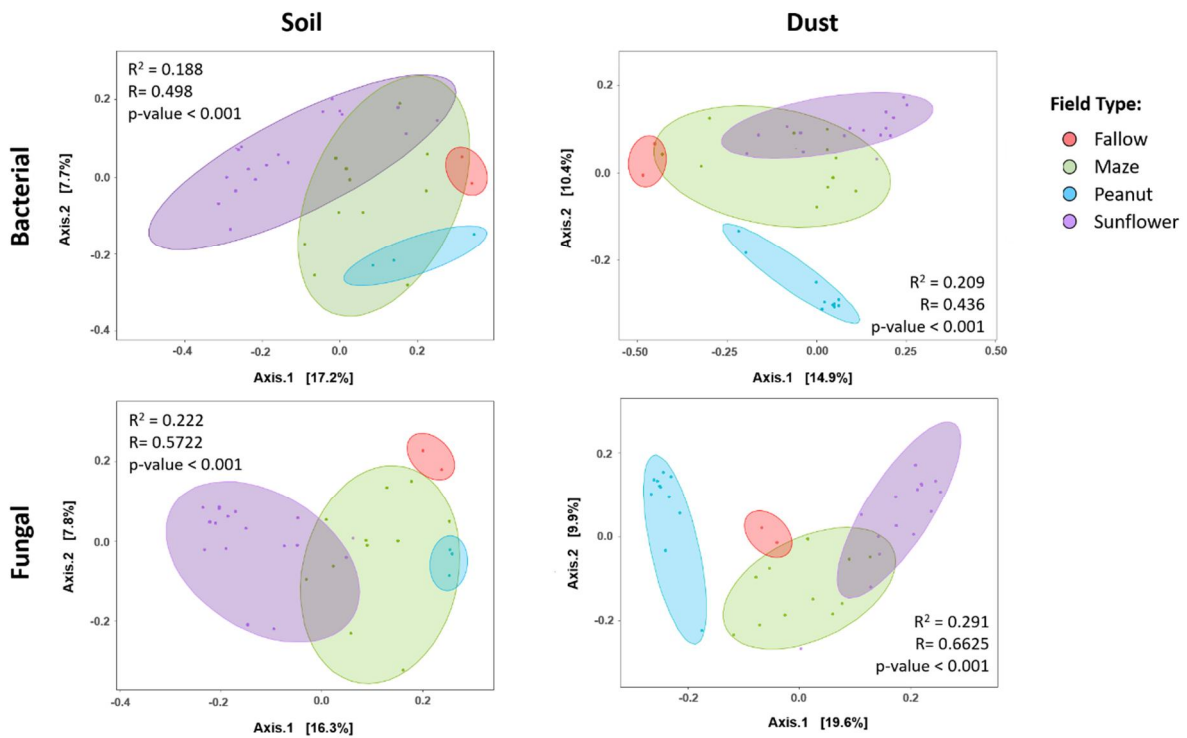 Soil
Dust
Bacterial
R² = 0.188
R= 0.498
p-value < 0.001
0.2
0.0
-0.2
-0.4
Axis.2 [7.7%]
-0.4
-0.2
0.0
0.2
Axis.1 [17.2%]
0.2
0.0
-0.2
Axis.2 [10.4%]
R² = 0.209
R= 0.436
p-value < 0.001
-0.50
-0.25
0.00
0.25
0.50
Axis.1 [14.9%]
Field Type:
Fallow
Maze
Peanut
Sunflower
Fungal
R² = 0.222
R= 0.5722
p-value < 0.001
0.2
0.0
-0.2
Axis.2 [7.8%]
-0.4
-0.2
0.0
0.2
Axis.1 [16.3%]
0.2
0.0
-0.2
Axis.2 [9.9%]
R² = 0.291
R= 0.6625
p-value < 0.001
-0.2
0.0
0.2
Axis.1 [19.6%]